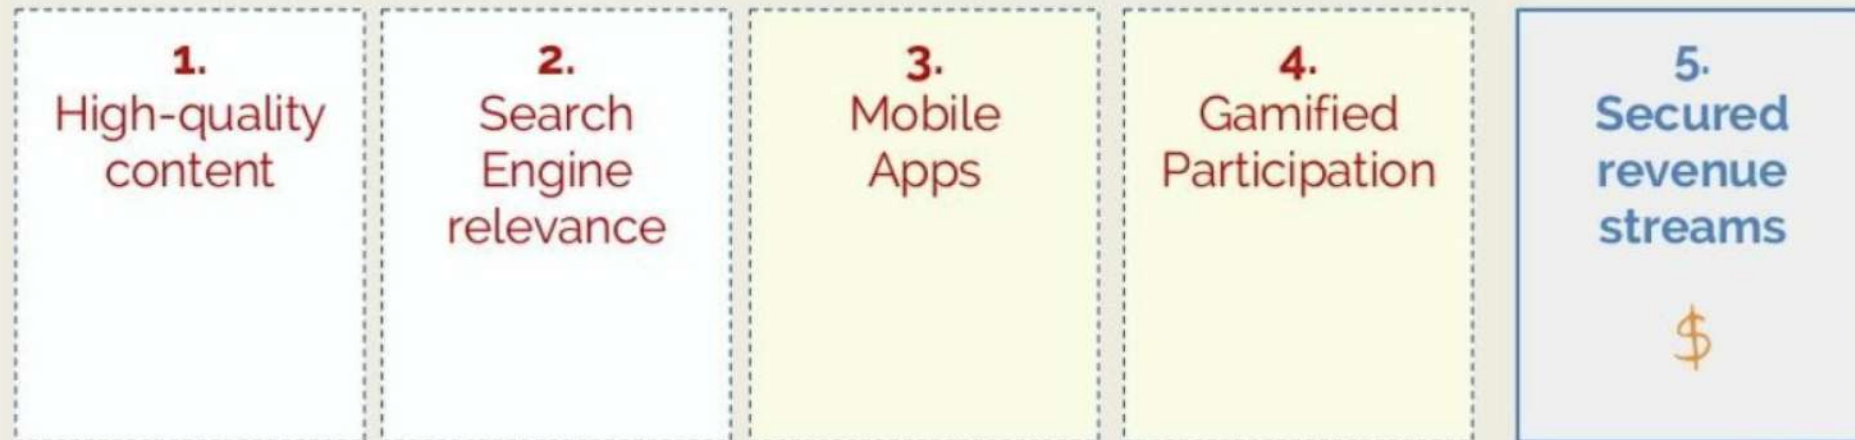 1.
High-quality
content
2.
Search
Engine
relevance
3.
Mobile
Apps
4.
Gamified
Participation
5.
Secured
revenue
streams
$